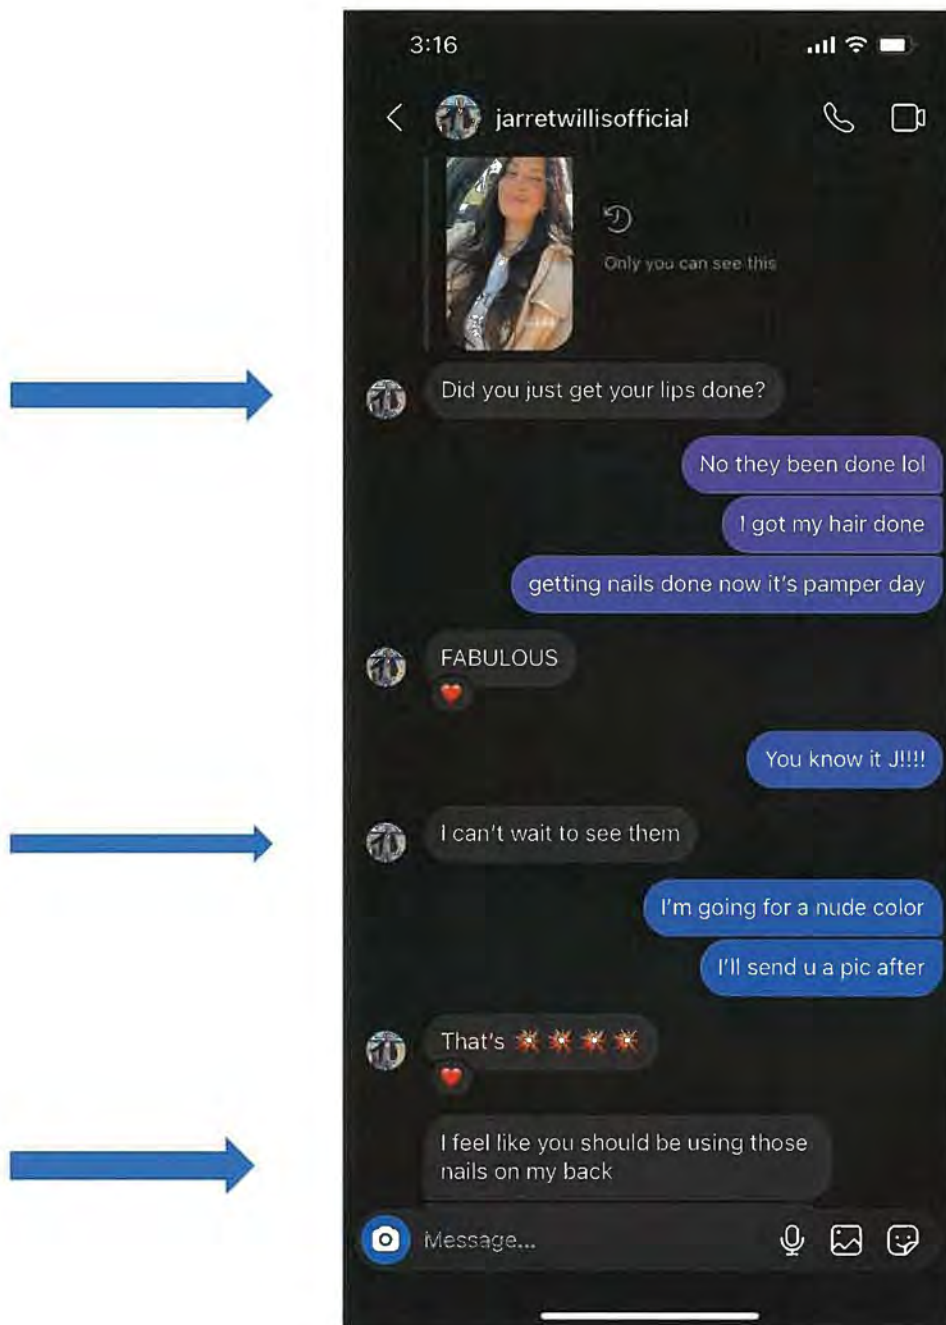 3:16
jarretwillisofficial
Only you can see this
Did you just get your lips done?
No they been done lol
I got my hair done
getting nails done now it's pamper day
FABULOUS
You know it J!!!!
I can't wait to see them
I'm going for a nude color
I'll send u a pic after
That's 💥 💥 💥 💥
I feel like you should be using those
nails on my back
Message...